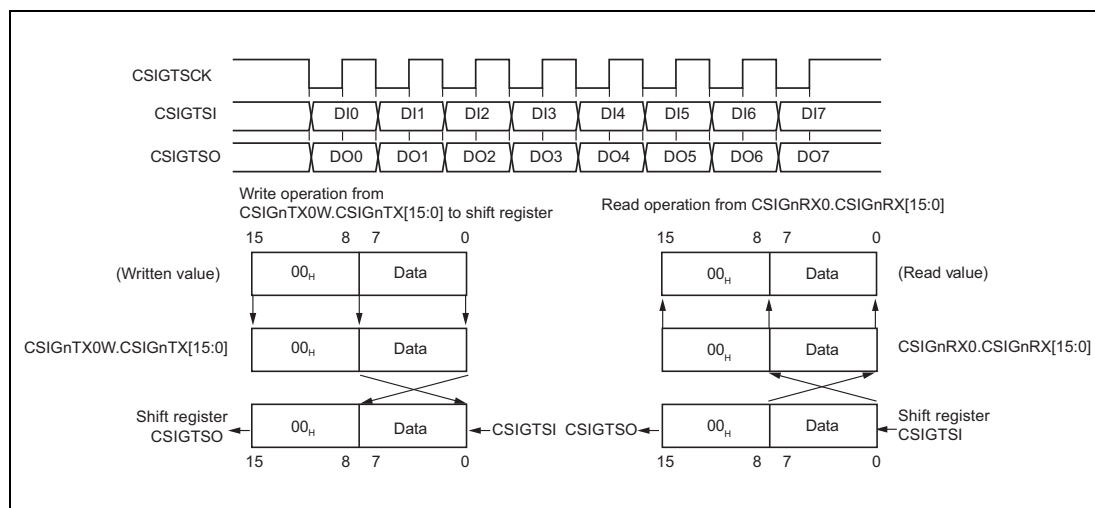 CSIGTSCK
CSIGTSI DI0 DI1 DI2 DI3 DI4 DI5 DI6 DI7
CSIGTSO DO0 DO1 DO2 DO3 DO4 DO5 DO6 DO7
Write operation from
CSIGnTX0W.CSIGnTX[15:0] to shift register
15 8 7 0
(Written value) 00H Data
CSIGnTX0W.CSIGnTX[15:0] 00H Data
Shift register
CSIGTSO 00H Data CSIGTSI
15 8 7 0
Read operation from CSIGnRX0.CSIGnRX[15:0]
15 8 7 0
00H Data (Read value)
00H Data CSIGnRX0.CSIGnRX[15:0]
CSIGTSO 00H Data Shift register
CSIGTSI
15 8 7 0